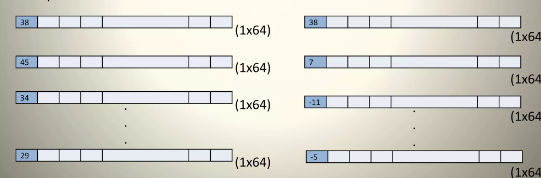 38 (1x64) 38 (1x64)
45 (1x64) 7 (1x64)
34 (1x64) -11 (1x64)
29 (1x64) -5 (1x64)